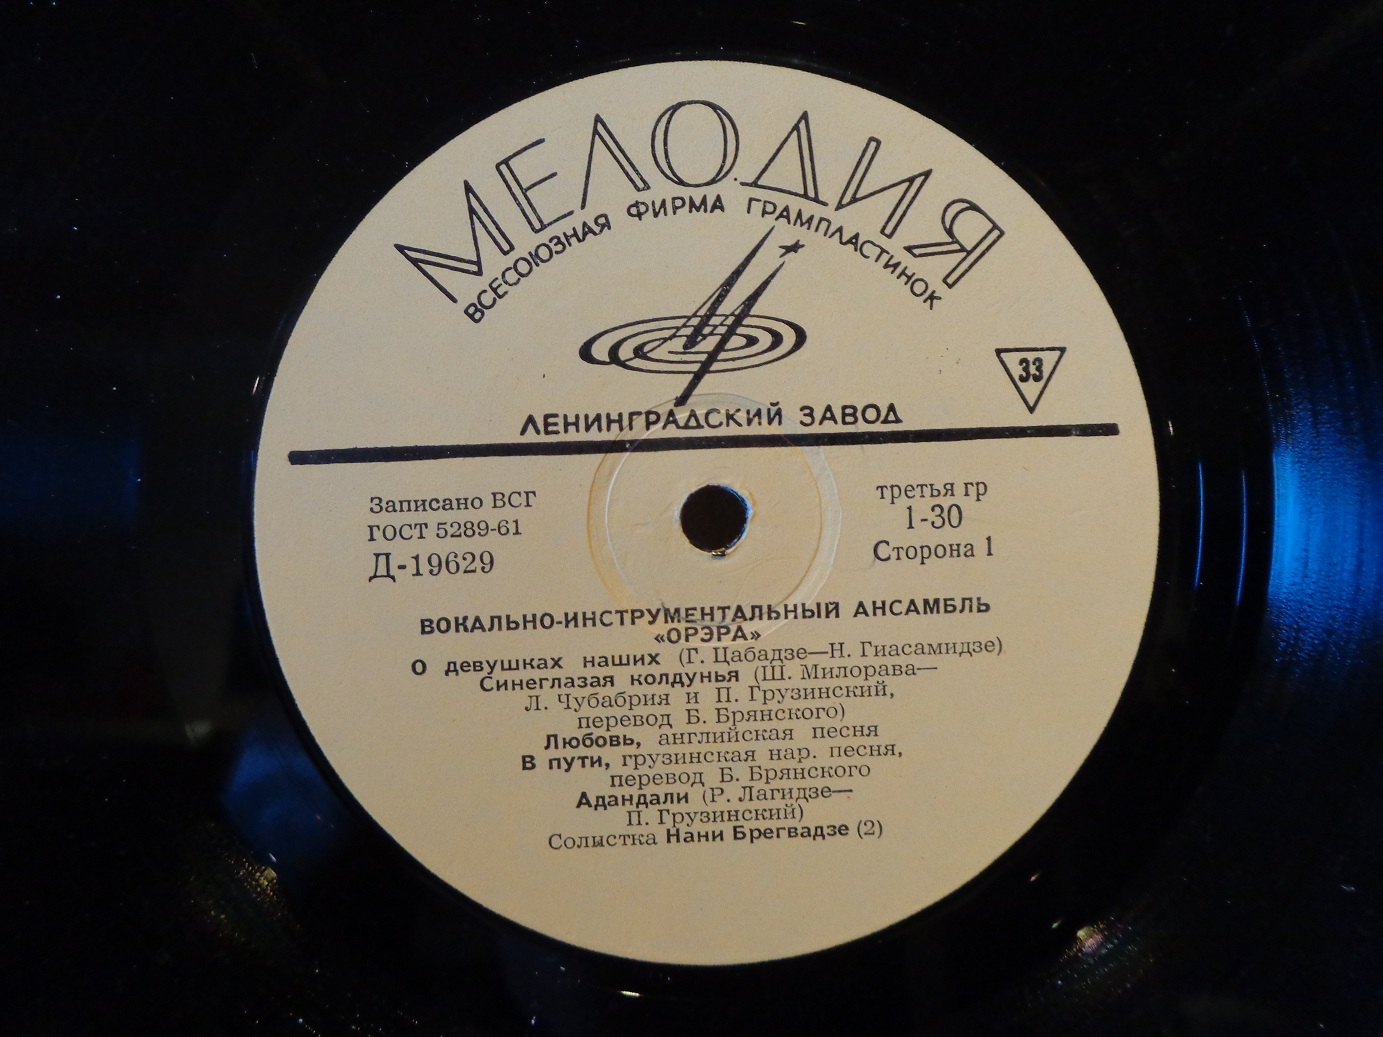 МЕЛОДИЯ
ВСЕСОЮЗНАЯ ФИРМА ГРАМПЛАСТИНОК
33
ЛЕНИНГРАДСКИЙ ЗАВОД
Записано ВСГ
ГОСТ 5289-61
Д-19629
третья гр
1-30
Сторона 1
ВОКАЛЬНО-ИНСТРУМЕНТАЛЬНЫЙ АНСАМБЛЬ
«ОРЭРА»
О девушках наших (Г. Цабадзе—Н. Гиасамидзе)
Синеглазая колдунья (Ш. Милорава—
Л. Чубабрия и П. Грузинский,
перевод Б. Брянского)
Любовь, английская песня
В пути, грузинская нар. песня,
перевод Б. Брянского
Адандали (Р. Лагидзе—
П. Грузинский)
Солистка Нани Брегвадзе (2)